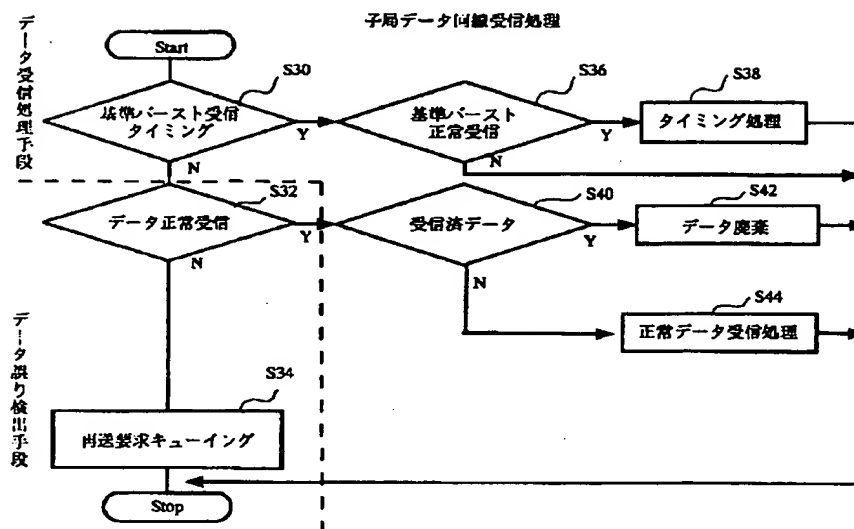 子局データ回線受信処理
データ受信処理手段
Start
S30
基準バースト受信
タイミング
Y
N
S36
基準バースト
正常受信
Y
N
S38
タイミング処理
S32
データ正常受信
Y
N
S40
受信済データ
Y
N
S42
データ廃棄
S44
正常データ受信処理
データ誤り検出手段
S34
再送要求キューイング
Stop